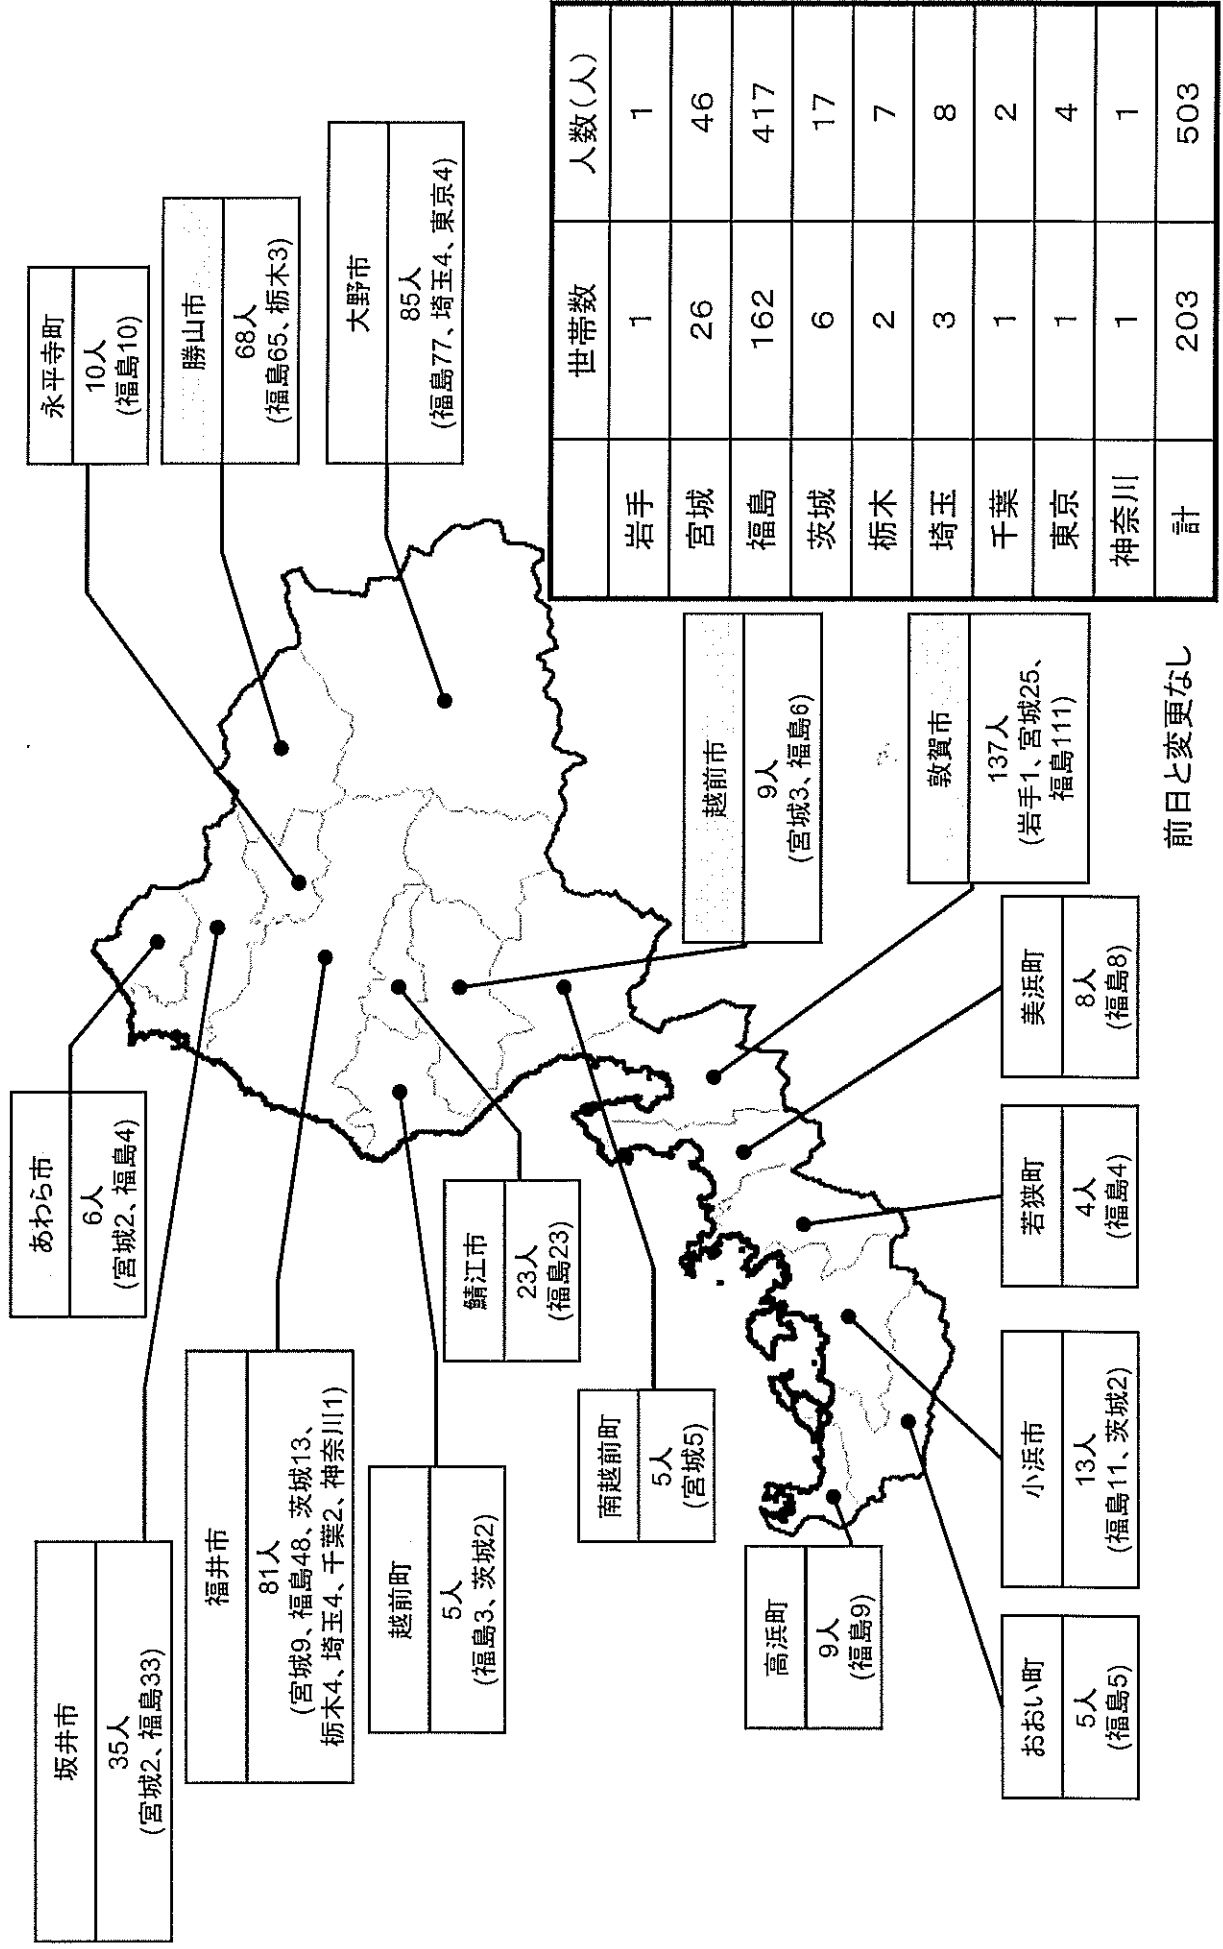 坂井市
35人
(宮城2、福島33)
あわら市
6人
(宮城2、福島4)
永平寺町
10人
(福島10)
勝山市
68人
(福島65、栃木3)
大野市
85人
(福島77、埼玉4、東京4)
福井市
81人
(宮城9、福島48、茨城13、
栃木4、埼玉4、千葉2、神奈川1)
越前町
5人
(福島3、茨城2)
鯖江市
23人
(福島23)
南越前町
5人
(宮城5)
越前市
9人
(宮城3、福島6)
敦賀市
137人
(岩手1、宮城25、
福島111)
高浜町
9人
(福島9)
おおい町
5人
(福島5)
小浜市
13人
(福島11、茨城2)
若狭町
4人
(福島4)
美浜町
8人
(福島8)
世帯数 人数(人)
岩手 1 1
宮城 26 46
福島 162 417
茨城 6 17
栃木 2 7
埼玉 3 8
千葉 1 2
東京 1 4
神奈川 1 1
計 203 503
前日と変更なし